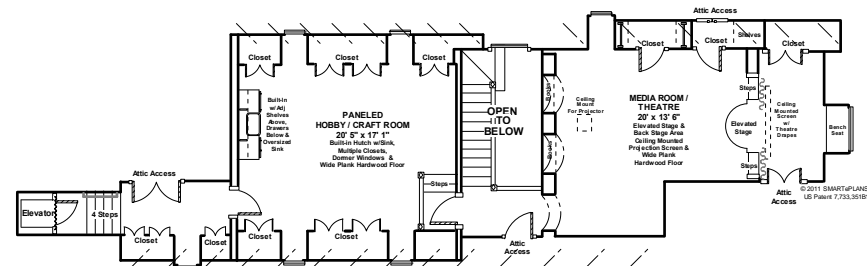 Attic Access
Closet
Closet
Closet
Closet
Closet
Shelves
Closet
Built-In
w/Adj
Shelves
Above,
Drawers
Below &
Oversized
Sink
PANELED
HOBBY / CRAFT ROOM
20' 5" x 17' 1"
Built-in Hutch w/Sink,
Multiple Closets,
Dormer Windows &
Wide Plank Hardwood Floor
OPEN
TO
BELOW
Books
Books
Ceiling
Mount
For Projector
MEDIA ROOM /
THEATRE
20' x 13' 6"
Elevated Stage &
Back Stage Area
Ceiling Mounted
Projection Screen &
Wide Plank
Hardwood Floor
Steps
Elevated
Stage
Steps
Ceiling
Mounted
Screen
w/
Theatre
Drapes
Bench
Seat
Attic Access
Steps
Elevator
4 Steps
Closet
Closet
Closet
Closet
Closet
Attic
Access
Attic
Access
© 2011 SMARTePLANS
US Patent 7,733,351B